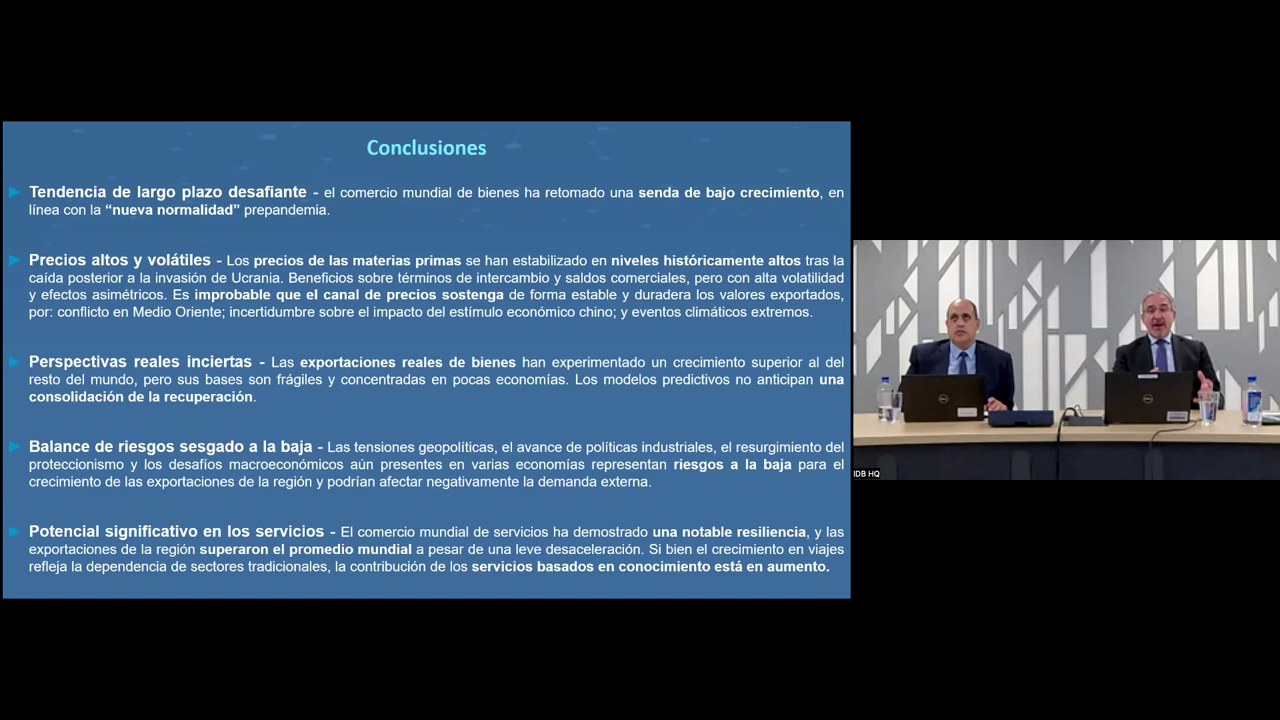 Conclusiones
Tendencia de largo plazo desafiante - el comercio mundial de bienes ha retomado una senda de bajo crecimiento, en
línea con la “nueva normalidad” prepandemia.
Precios altos y volátiles - Los precios de las materias primas se han estabilizado en niveles históricamente altos tras la
caída posterior a la invasión de Ucrania. Beneficios sobre términos de intercambio y saldos comerciales, pero con alta volatilidad
y efectos asimétricos. Es improbable que el canal de precios sostenga de forma estable y duradera los valores exportados,
por: conflicto en Medio Oriente; incertidumbre sobre el impacto del estímulo económico chino; y eventos climáticos extremos.
Perspectivas reales inciertas - Las exportaciones reales de bienes han experimentado un crecimiento superior al del
resto del mundo, pero sus bases son frágiles y concentradas en pocas economías. Los modelos predictivos no anticipan una
consolidación de la recuperación.
Balance de riesgos sesgado a la baja - Las tensiones geopolíticas, el avance de políticas industriales, el resurgimiento del
proteccionismo y los desafíos macroeconómicos aún presentes en varias economías representan riesgos a la baja para el
crecimiento de las exportaciones de la región y podrían afectar negativamente la demanda externa.
Potencial significativo en los servicios - El comercio mundial de servicios ha demostrado una notable resiliencia, y las
exportaciones de la región superaron el promedio mundial a pesar de una leve desaceleración. Si bien el crecimiento en viajes
refleja la dependencia de sectores tradicionales, la contribución de los servicios basados en conocimiento está en aumento.
IDB HQ